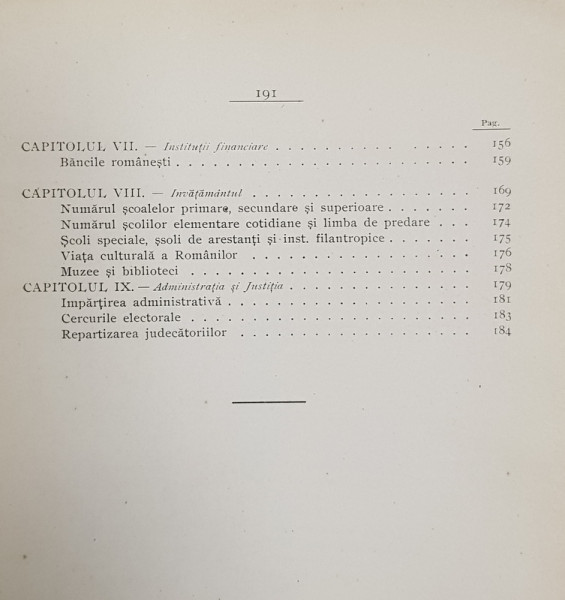 191
Pag.
CAPITOLUL VII. — Instituții financiare . . . . . . . . . . . . . . 156
Băncile românești . . . . . . . . . . . . . . . . . . . . 159
CAPITOLUL VIII. — Invățământul . . . . . . . . . . . . . . . 169
Numărul școalelor primare, secundare și superioare . . . . . . . 172
Numărul școlilor elementare cotidiane și limba de predare . . . 174
Școli speciale, șsoli de arestanți și inst. filantropice . . . . . . . 175
Viața culturală a Românilor . . . . . . . . . . . . . . . 176
Muzee și biblioteci . . . . . . . . . . . . . . . . . . . 178
CAPITOLUL IX. — Administrația și Justiția . . . . . . . . . . . . . 179
Impărțirea administrativă . . . . . . . . . . . . . . . . . 181
Cercurile electorale . . . . . . . . . . . . . . . . . . . 183
Repartizarea judecătoriilor . . . . . . . . . . . . . . . . 184